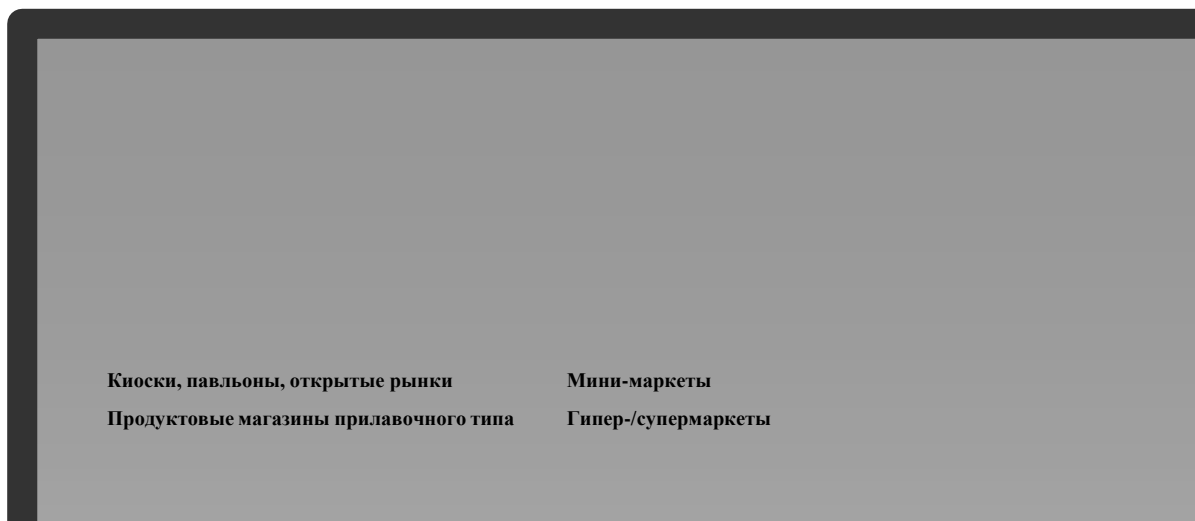 Киоски, павльоны, открытые рынки
Мини-маркеты
Продуктовые магазины прилавочного типа
Гипер-/супермаркеты